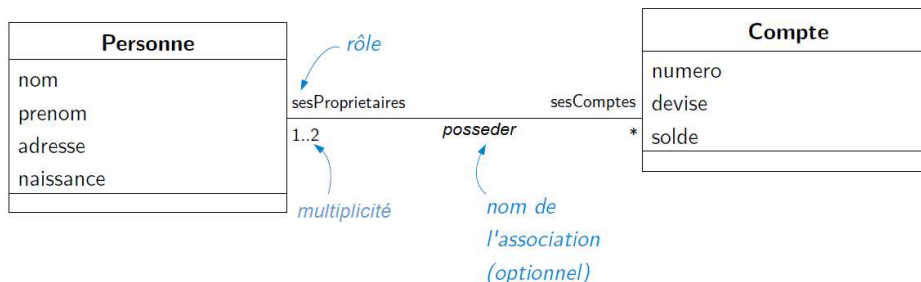 Personne
nom
prenom
adresse
naissance
rôle
sesProprietaires
1..2
multiplicité
posseder
nom de
l'association
(optionnel)
sesComptes
*
Compte
numero
devise
solde